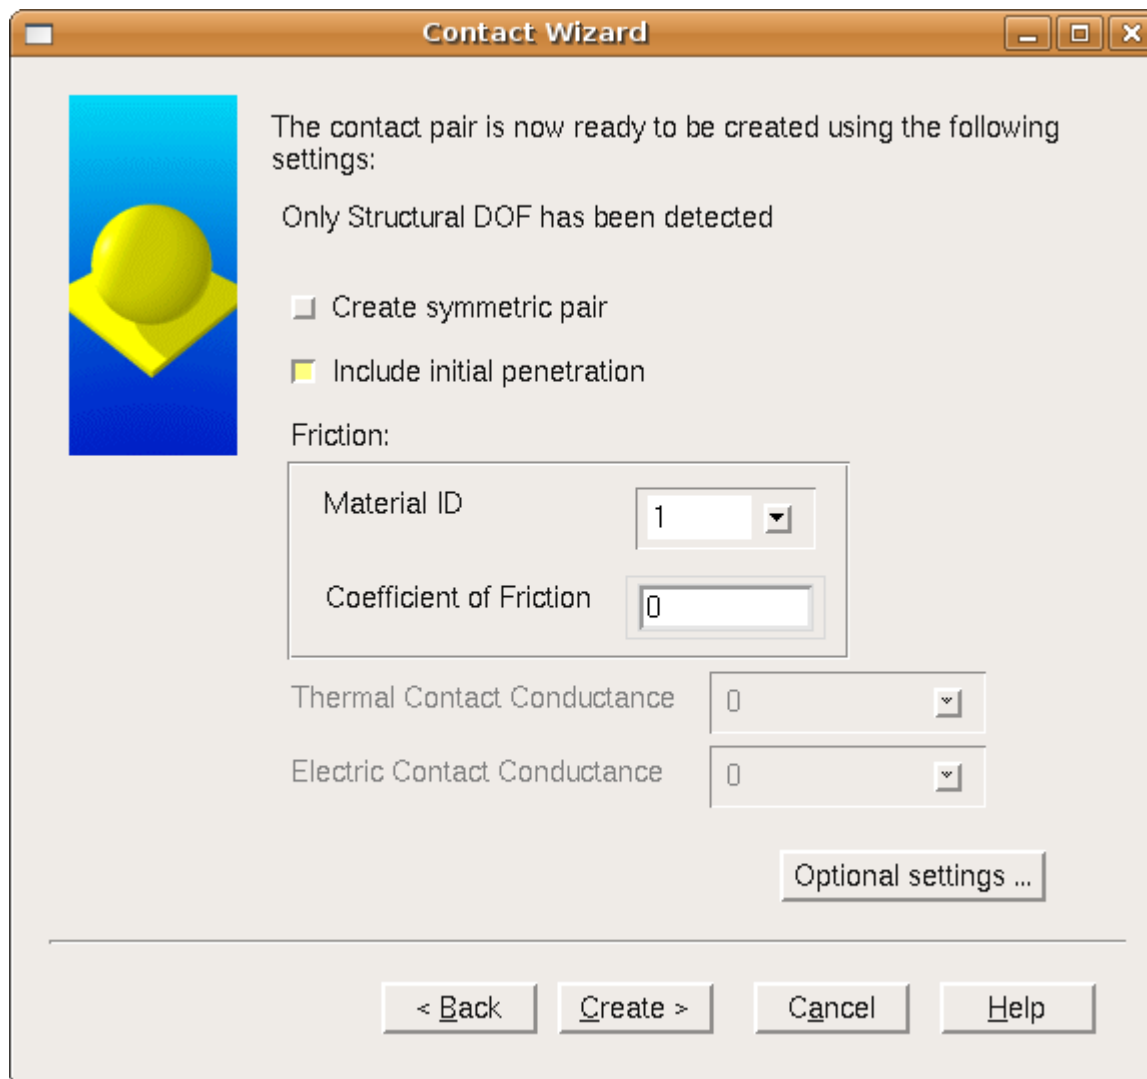 Contact Wizard
The contact pair is now ready to be created using the following
settings:
Only Structural DOF has been detected
Create symmetric pair
Include initial penetration
Friction:
Material ID 1
Coefficient of Friction 0
Thermal Contact Conductance 0
Electric Contact Conductance 0
Optional settings ...
< Back Create > Cancel Help